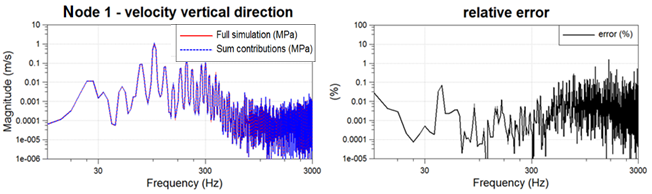 Node 1 - velocity vertical direction
Full simulation (MPa)
Sum contributions (MPa)
Magnitude (m/s)
10
1
0.1
0.01
0.001
0.0001
1e-005
1e-006
30
300
3000
Frequency (Hz)
relative error
error (%)
(%)
100
10
1
0.1
0.01
0.001
0.0001
1e-005
30
300
3000
Frequency (Hz)